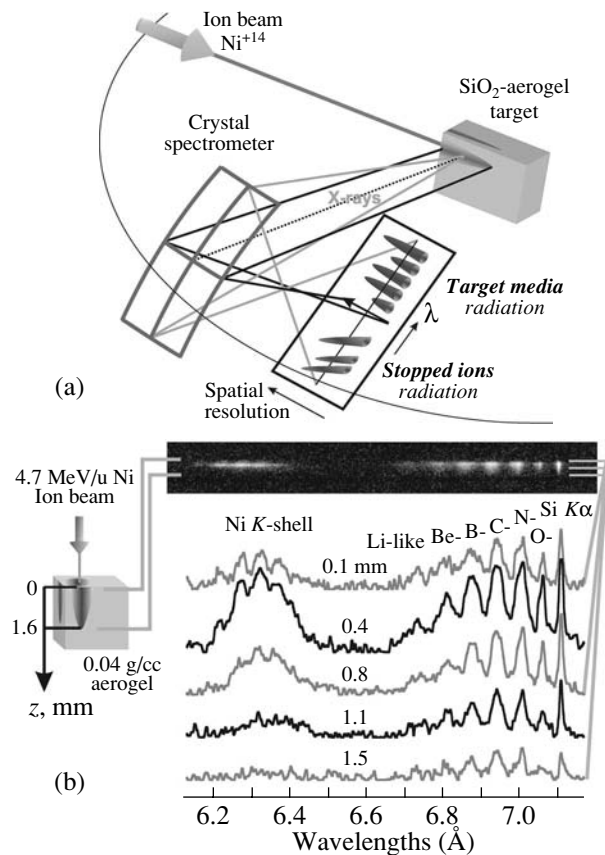 Ion beam
Ni+14
SiO2-aerogel
target
Crystal
spectrometer
X-rays
Target media
radiation
λ
Stopped ions
radiation
Spatial
resolution
(a)
4.7 MeV/u Ni
Ion beam
0
1.6
z, mm
0.04 g/cc
aerogel
Ni K-shell
Li-like Be- B- C- N- O- Si Kα
0.1 mm
0.4
0.8
1.1
1.5
(b)
6.2 6.4 6.6 6.8 7.0
Wavelengths (Å)